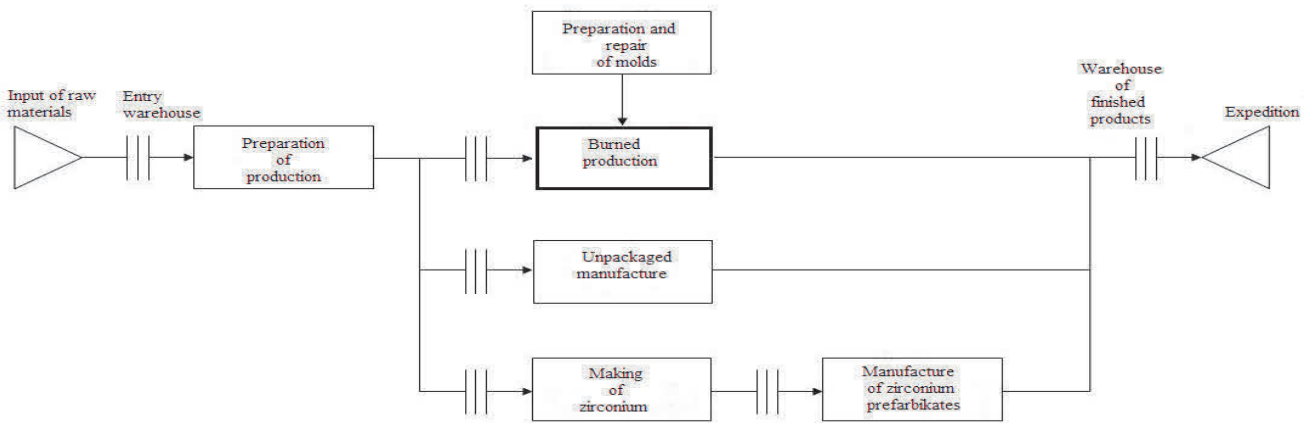 Preparation and
repair
of molds
Input of raw
materials
Entry
warehouse
Warehouse
of
finished
products
Expedition
Preparation
of
production
Burned
production
Unpackaged
manufacture
Making
of
zirconium
Manufacture
of zirconium
prefarbikates